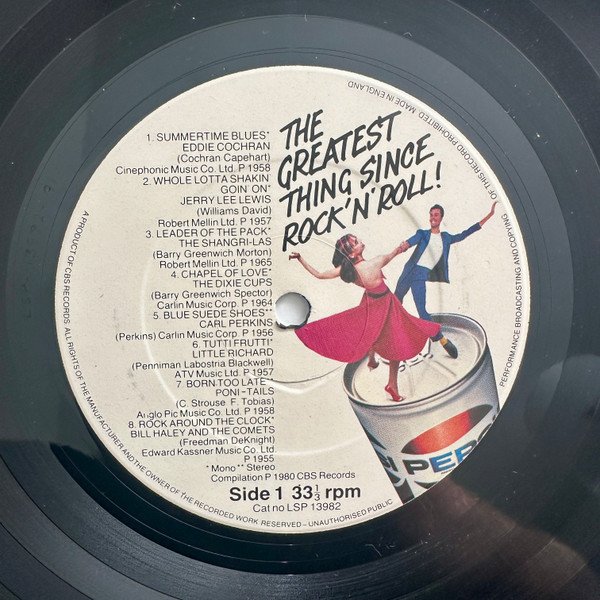 1. SUMMERTIME BLUES*
EDDIE COCHRAN
(Cochran Capehart)
Cinephonic Music Co. Ltd. P 1958
2. WHOLE LOTTA SHAKIN'
GOIN' ON*
JERRY LEE LEWIS
(Williams David)
Robert Mellin Ltd. P 1957
3. LEADER OF THE PACK*
THE SHANGRI-LAS
(Barry Greenwich Morton)
Robert Mellin Ltd. P 1965
4. CHAPEL OF LOVE*
THE DIXIE CUPS
(Barry Greenwich Spector)
Carlin Music Corp. P 1964
5. BLUE SUEDE SHOES**
CARL PERKINS
(Perkins) Carlin Music Corp. P 1956
6. TUTTI FRUTTI*
LITTLE RICHARD
(Penniman Labostria Blackwell)
ATV Music Ltd. P 1957
7. BORN TOO LATE**
PONI-TAILS
(C. Strouse F. Tobias)
Anglo Pic Music Co. Ltd. P 1958
8. ROCK AROUND THE CLOCK*
BILL HALEY AND THE COMETS
(Freedman DeKnight)
Edward Kassner Music Co. Ltd.
P 1955
*Mono **Stereo
Compilation P 1980 CBS Records
Side 1 33⅓ rpm
Cat no LSP 13982
THE
GREATEST
THING SINCE
ROCK 'N' ROLL!
PEPS
A PRODUCT OF CBS RECORDS. ALL RIGHTS OF THE MANUFACTURER AND THE OWNER OF THE RECORDED WORK RESERVED – UNAUTHORISED PUBLIC
PERFORMANCE BROADCASTING AND COPYING OF THIS RECORD PROHIBITED. MADE IN ENGLAND